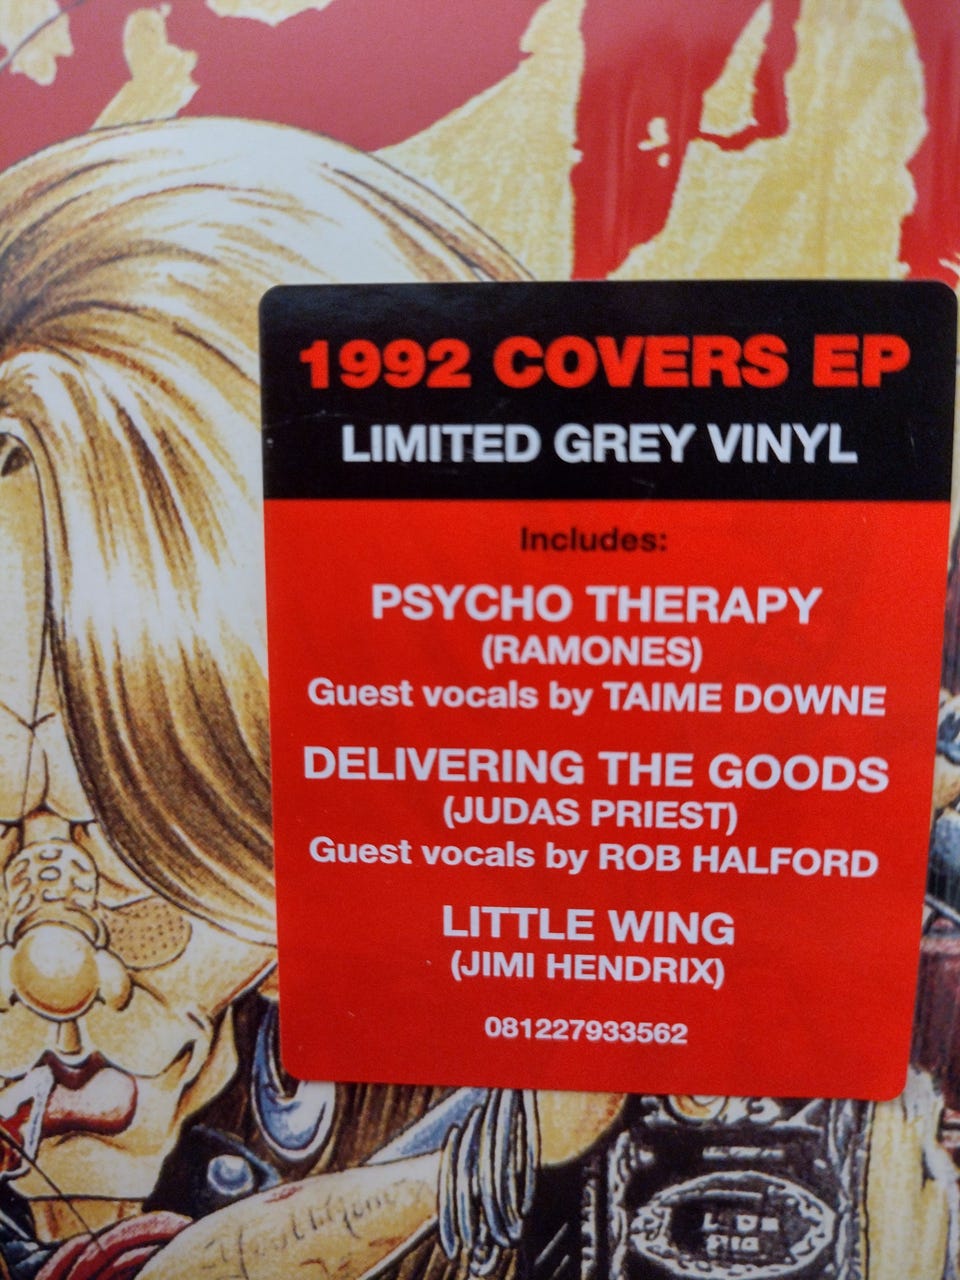 1992 COVERS EP
LIMITED GREY VINYL
Includes:
PSYCHO THERAPY
(RAMONES)
Guest vocals by TAIME DOWNE
DELIVERING THE GOODS
(JUDAS PRIEST)
Guest vocals by ROB HALFORD
LITTLE WING
(JIMI HENDRIX)
081227933562